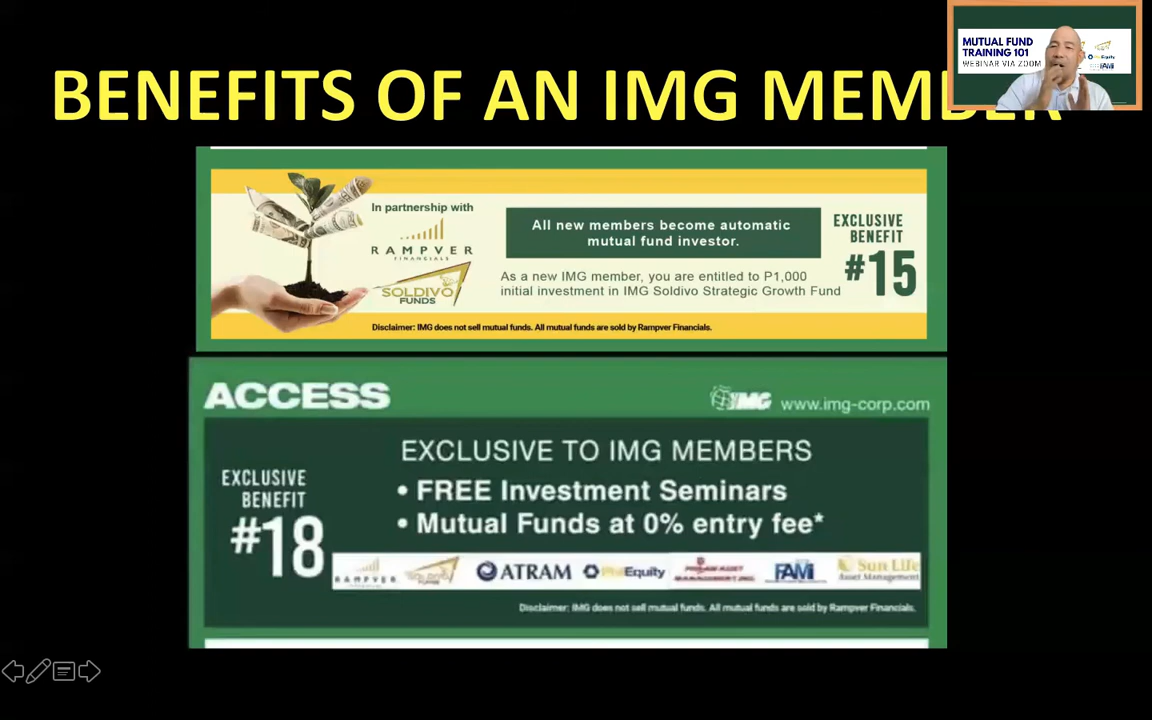 BENEFITS OF AN IMG MEMBER
MUTUAL FUND
TRAINING 101
WEBINAR VIA ZOOM
In partnership with
RAMPVER
FINANCIALS
SOLDIVO
FUNDS
All new members become automatic
mutual fund investor.
As a new IMG member, you are entitled to P1,000
initial investment in IMG Soldivo Strategic Growth Fund
EXCLUSIVE
BENEFIT
#15
Disclaimer: IMG does not sell mutual funds. All mutual funds are sold by Rampver Financials.
ACCESS
IMG www.img-corp.com
EXCLUSIVE
BENEFIT
#18
EXCLUSIVE TO IMG MEMBERS
• FREE Investment Seminars
• Mutual Funds at 0% entry fee*
RAMPVER SOLDIVO ATRAM PhilEquity FAMI Sun Life
Asset Management
Disclaimer: IMG does not sell mutual funds. All mutual funds are sold by Rampver Financials.